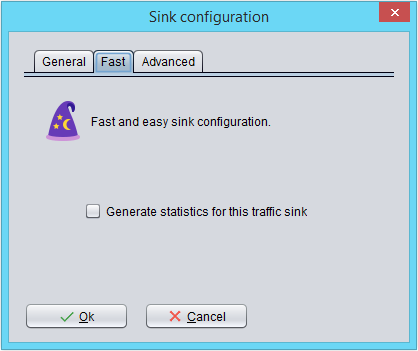 Sink configuration
General Fast Advanced
Fast and easy sink configuration.
Generate statistics for this traffic sink
Ok Cancel